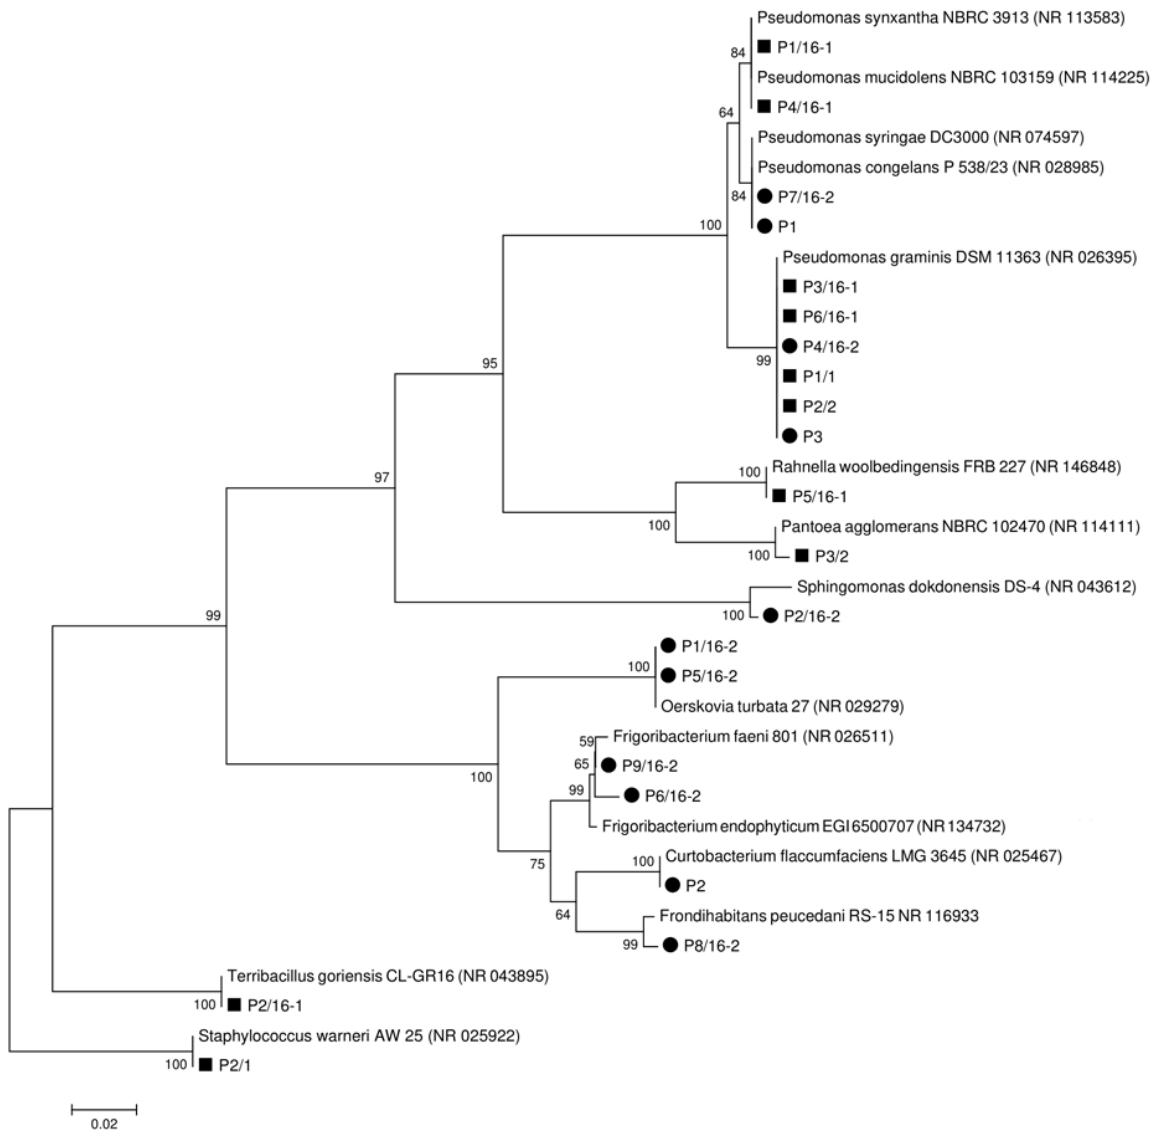 Pseudomonas synxantha NBRC 3913 (NR 113583)
84
P1/16-1
Pseudomonas mucidolens NBRC 103159 (NR 114225)
P4/16-1
64
Pseudomonas syringae DC3000 (NR 074597)
Pseudomonas congelans P 538/23 (NR 028985)
84
P7/16-2
P1
100
Pseudomonas graminis DSM 11363 (NR 026395)
P3/16-1
P6/16-1
P4/16-2
99
P1/1
P2/2
P3
95
Rahnella woolbedingensis FRB 227 (NR 146848)
100
P5/16-1
97
100
Pantoea agglomerans NBRC 102470 (NR 114111)
100
P3/2
Sphingomonas dokdonensis DS-4 (NR 043612)
100
P2/16-2
99
P1/16-2
100
P5/16-2
Oerskovia turbata 27 (NR 029279)
59
Frigoribacterium faeni 801 (NR 026511)
65
P9/16-2
100
99
P6/16-2
Frigoribacterium endophyticum EGI6500707 (NR 134732)
75
100
Curtobacterium flaccumfaciens LMG 3645 (NR 025467)
P2
64
Frondihabitans peucedani RS-15 NR 116933
99
P8/16-2
Terribacillus goriensis CL-GR16 (NR 043895)
100
P2/16-1
Staphylococcus warneri AW 25 (NR 025922)
100
P2/1
0.02